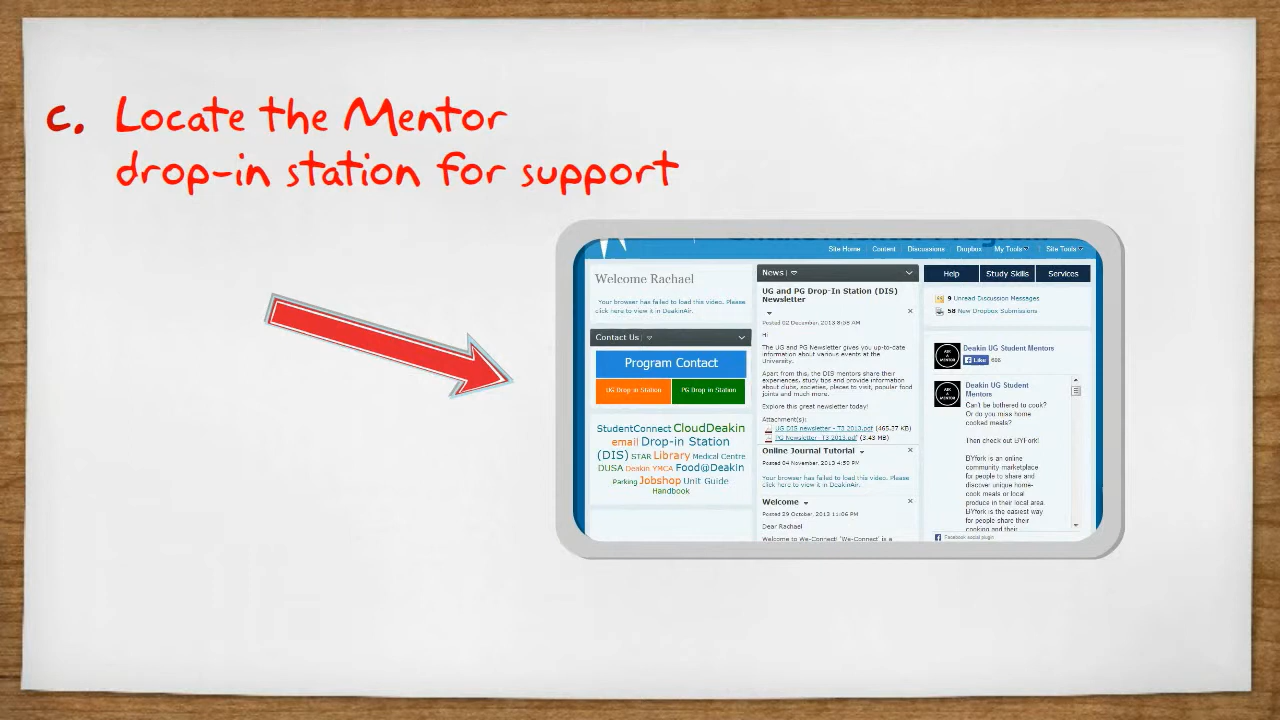 c. Locate the Mentor
drop-in station for support
Site Home Content Discussions Dropbox My Tools Site Tools
Welcome Rachael
Your browser has failed to load this video. Please
click here to view it in DeakinAir.
Contact Us
Program Contact
UG Drop in Station PG Drop in Station
StudentConnect CloudDeakin
email Drop-in Station
(DIS) STAR Library Medical Centre
DUSA Deakin YMCA Food@Deakin
Parking Jobshop Unit Guide
Handbook
News
UG and PG Drop-In Station (DIS)
Newsletter
Posted 02 December, 2013 8:58 AM
Hi
The UG and PG Newsletter gives you up-to-date
information about various events at the
University.
Apart from this, the DIS mentors share their
experiences, study tips and provide information
about clubs, societies, places to visit, popular food
joints and much more.
Explore this great newsletter today!
Attachment(s):
UG DIS newsletter - T3 2013.pdf (465.37 KB)
PG Newsletter - T3 2013.pdf (3.43 MB)
Online Journal Tutorial
Posted 04 November, 2013 4:50 PM
Your browser has failed to load this video. Please
click here to view it in DeakinAir.
Welcome
Posted 29 October, 2013 11:06 PM
Dear Rachael
Welcome to We-Connect! 'We-Connect' is a
Help Study Skills Services
9 Unread Discussion Messages
58 New Dropbox Submissions
Deakin UG Student Mentors
Like
Deakin UG Student
Mentors
Can't be bothered to cook?
Or do you miss home
cooked meals?
Then check out BYFork!
BYfork is an online
community marketplace
for people to share and
discover unique home-
cook meals or local
produce in their local area.
BYfork is the easiest way
for people share their
cooking and their
Facebook social plugin